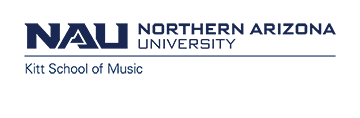 NAU NORTHERN ARIZONA
UNIVERSITY
Kitt School of Music